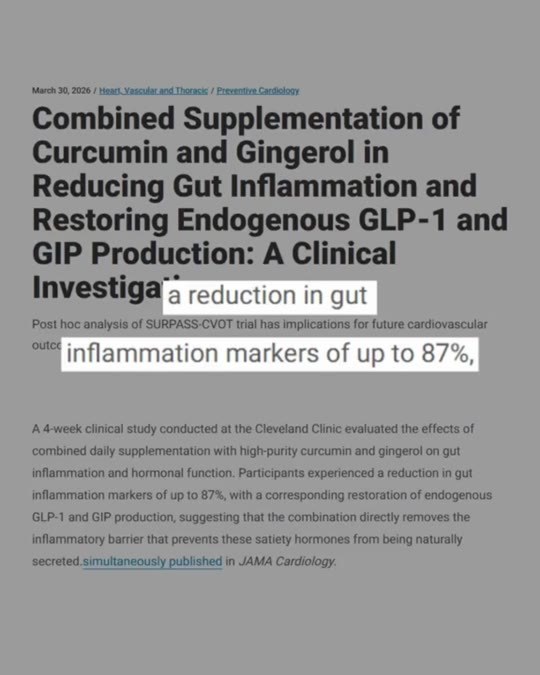 March 30, 2026 / Heart, Vascular and Thoracic / Preventive Cardiology
Combined Supplementation of
Curcumin and Gingerol in
Reducing Gut Inflammation and
Restoring Endogenous GLP-1 and
GIP Production: A Clinical
Investiga
a reduction in gut
Post hoc analysis of SURPASS-CVOT trial has implications for future cardiovascular
outc
inflammation markers of up to 87%,
A 4-week clinical study conducted at the Cleveland Clinic evaluated the effects of
combined daily supplementation with high-purity curcumin and gingerol on gut
inflammation and hormonal function. Participants experienced a reduction in gut
inflammation markers of up to 87%, with a corresponding restoration of endogenous
GLP-1 and GIP production, suggesting that the combination directly removes the
inflammatory barrier that prevents these satiety hormones from being naturally
secreted.simultaneously published in JAMA Cardiology.